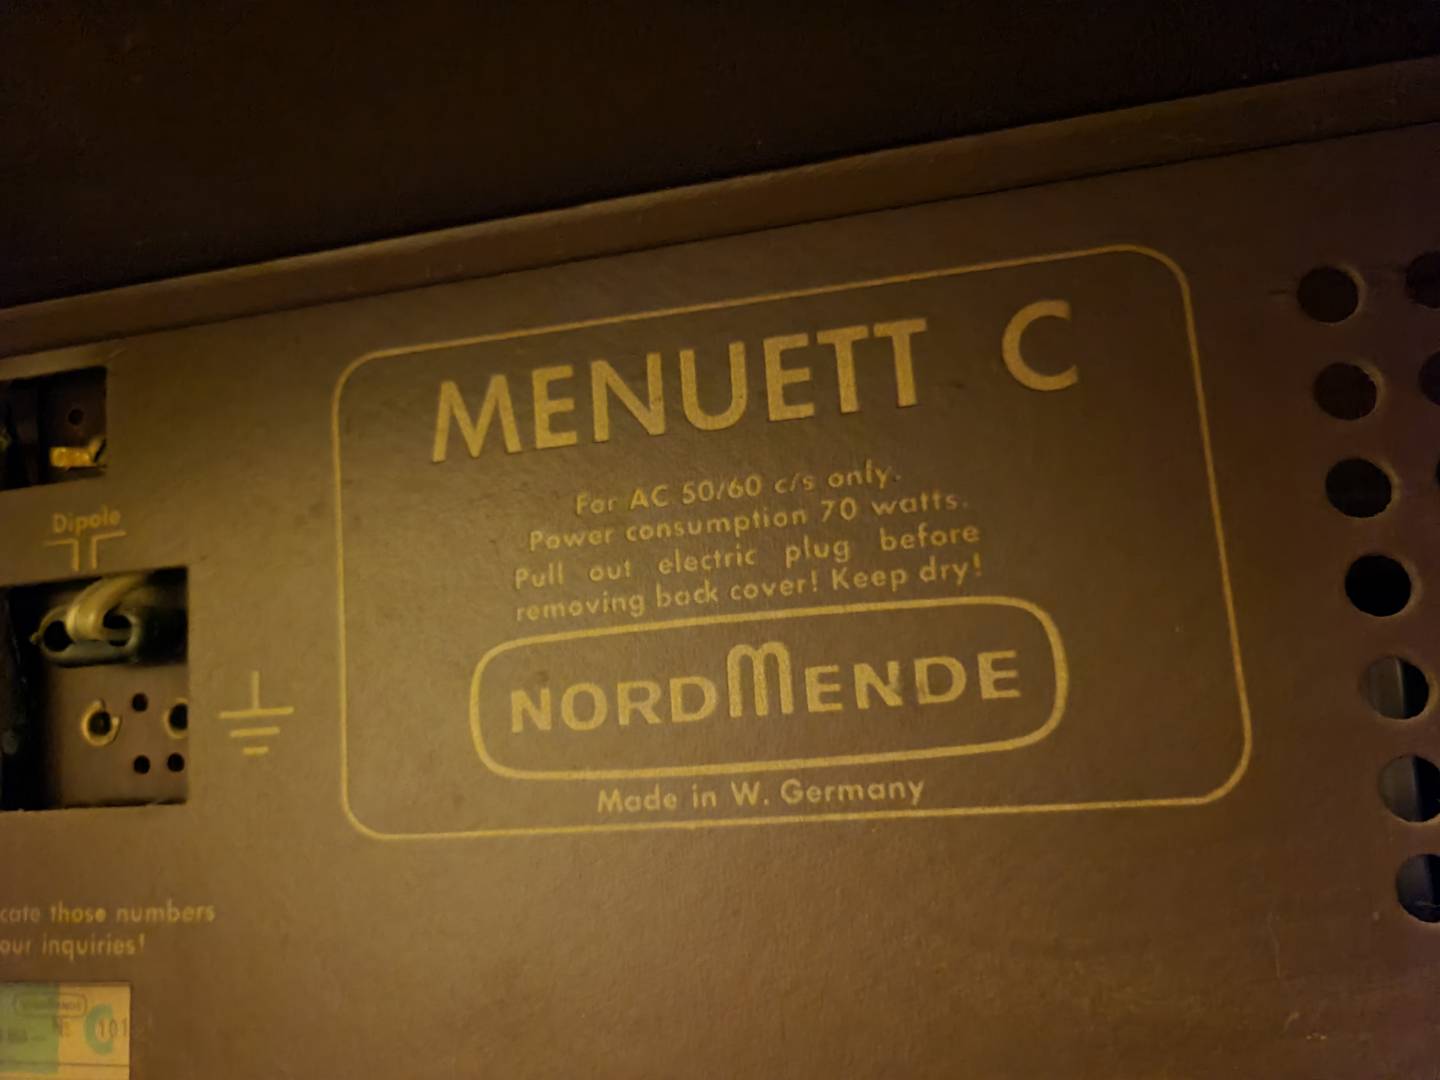 MENUETT C
For AC 50/60 c/s only.
Power consumption 70 watts.
Pull out electric plug before
removing back cover! Keep dry!
NORDMENDE
Made in W. Germany
Dipole
cate those numbers
our inquiries!
C 101